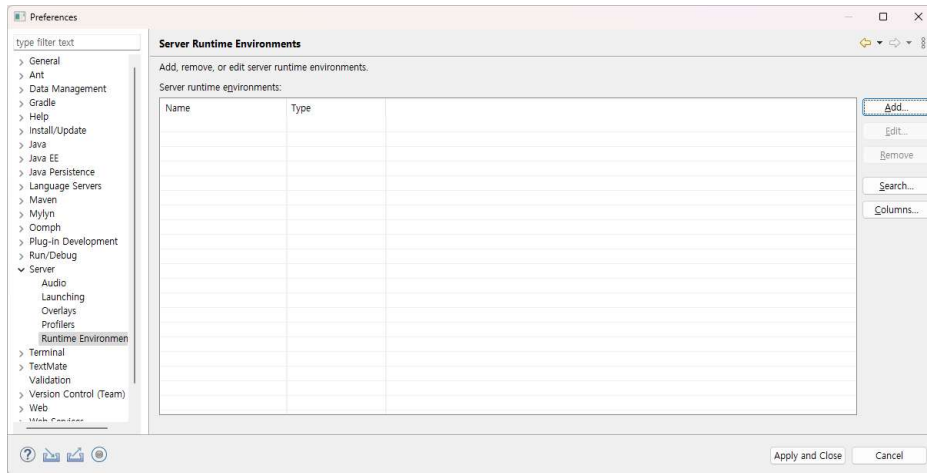 Preferences
type filter text
Server Runtime Environments
General
Ant
Data Management
Gradle
Help
Install/Update
Java
Java EE
Java Persistence
Language Servers
Maven
Mylyn
Oomph
Plug-in Development
Run/Debug
Server
Audio
Launching
Overlays
Profilers
Runtime Environmen
Terminal
TextMate
Validation
Version Control (Team)
Web
Web Services
Add, remove, or edit server runtime environments.
Server runtime environments:
Name Type
Add...
Edit...
Remove
Search...
Columns...
Apply and Close Cancel